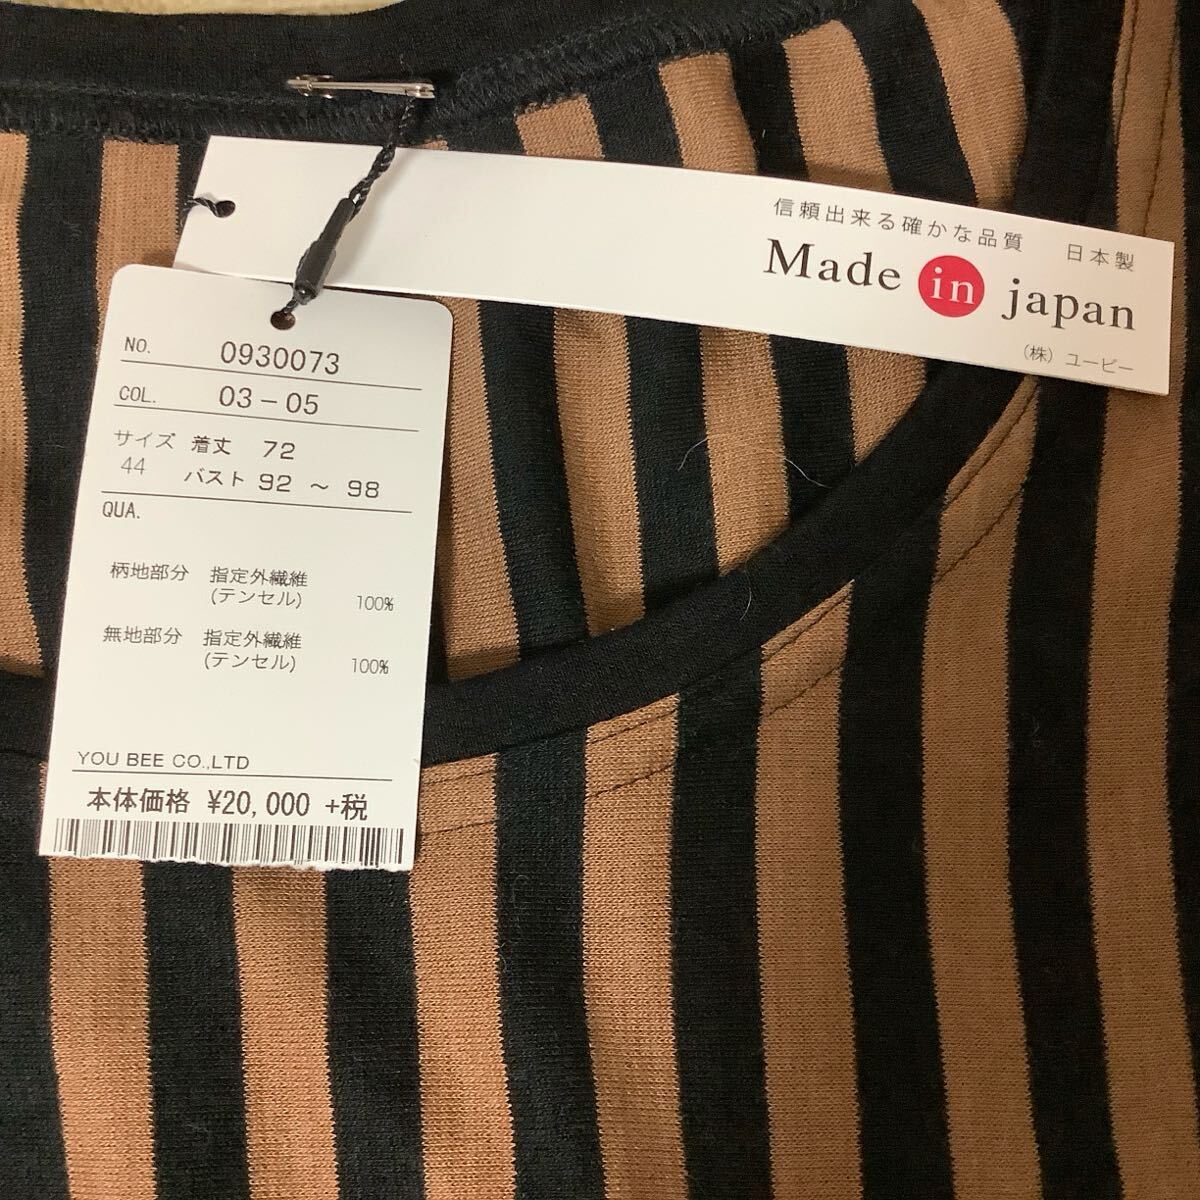 信頼出来る確かな品質 日本製
Made in japan
(株) ユービー
NO. 0930073
COL. 03-05
サイズ 着丈 72
44 バスト 92 ～ 98
QUA.
柄地部分 指定外繊維
(テンセル) 100%
無地部分 指定外繊維
(テンセル) 100%
YOU BEE CO.,LTD
本体価格 ¥20,000 +税